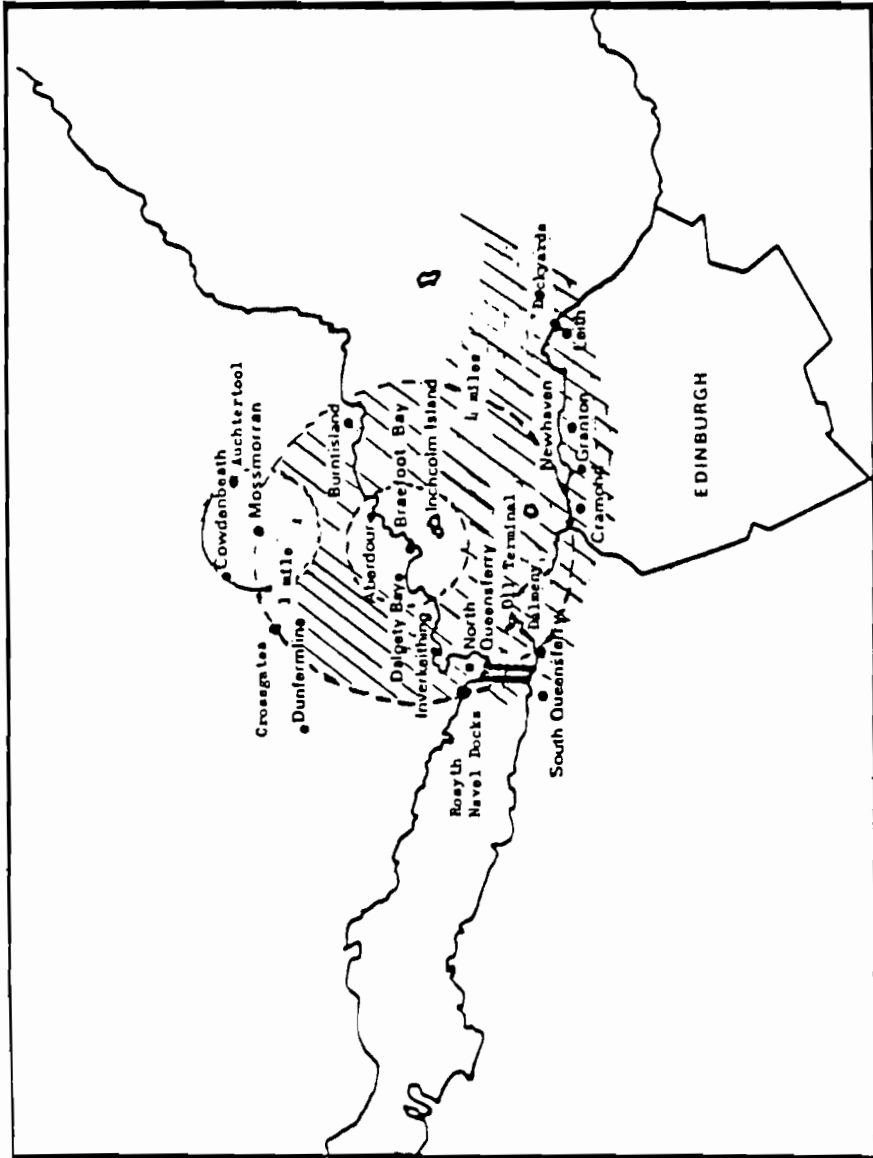 Cowdenbeath
Auchtertool
Mossmorran
Crossgates
1 mile
Dunfermline
Burntisland
Aberdour
Braefoot Bay
Dalgety Bay
Inchcolm Island
Inverkeithing
North
Queensferry
4 miles
Rosyth
Naval Docks
Oil Terminal
Dalmeny
South Queensferry
Dockyards
Newhaven
Leith
Granton
Cramond
EDINBURGH